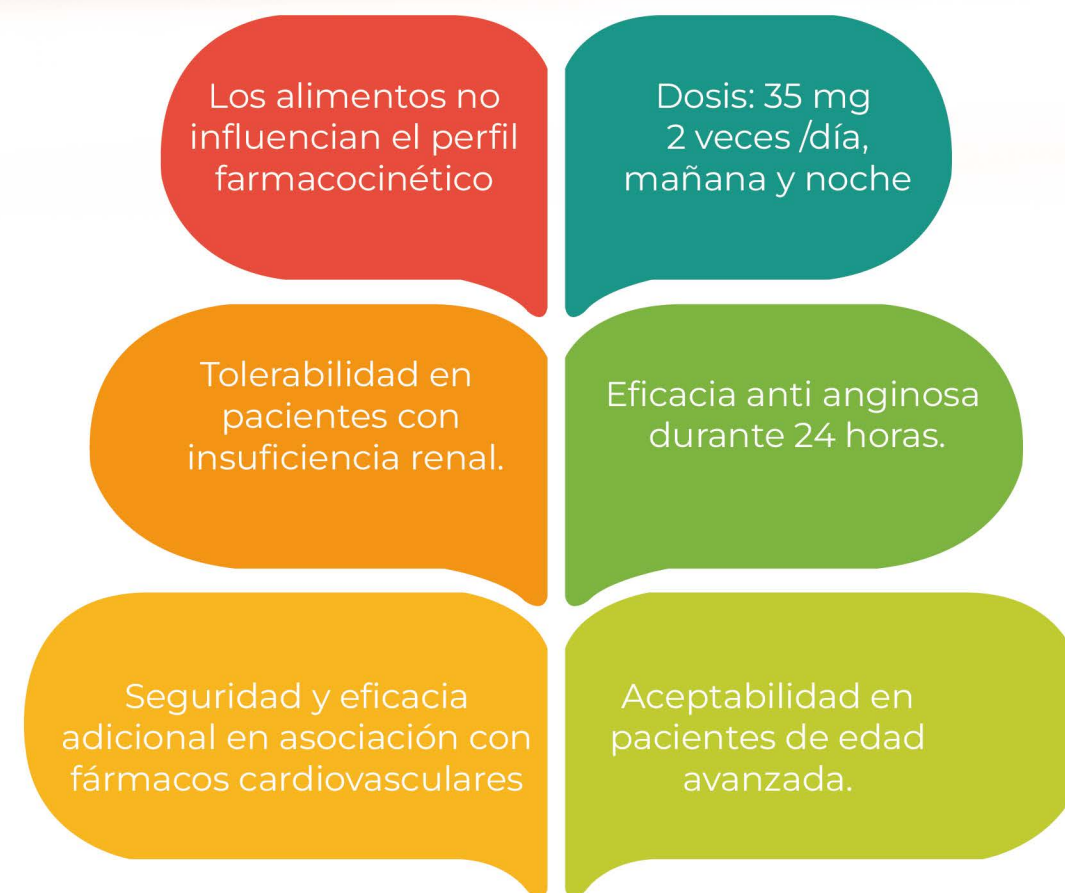 Los alimentos no
influencian el perfil
farmacocinético
Dosis: 35 mg
2 veces /día,
mañana y noche
Tolerabilidad en
pacientes con
insuficiencia renal.
Eficacia anti anginosa
durante 24 horas.
Seguridad y eficacia
adicional en asociación con
fármacos cardiovasculares
Aceptabilidad en
pacientes de edad
avanzada.